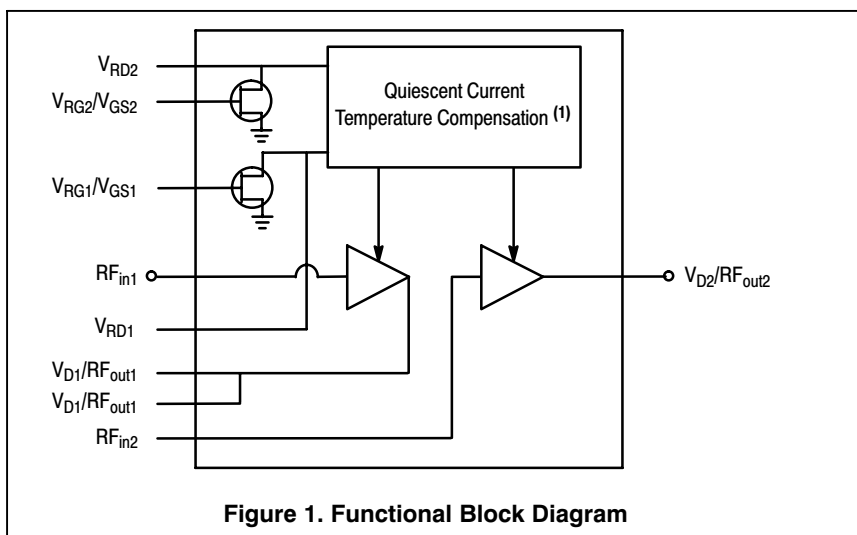 V_RD2
V_RG2/V_GS2
Quiescent Current
Temperature Compensation (1)
V_RG1/V_GS1
RF_in1
V_D2/RF_out2
V_RD1
V_D1/RF_out1
V_D1/RF_out1
RF_in2
Figure 1. Functional Block Diagram